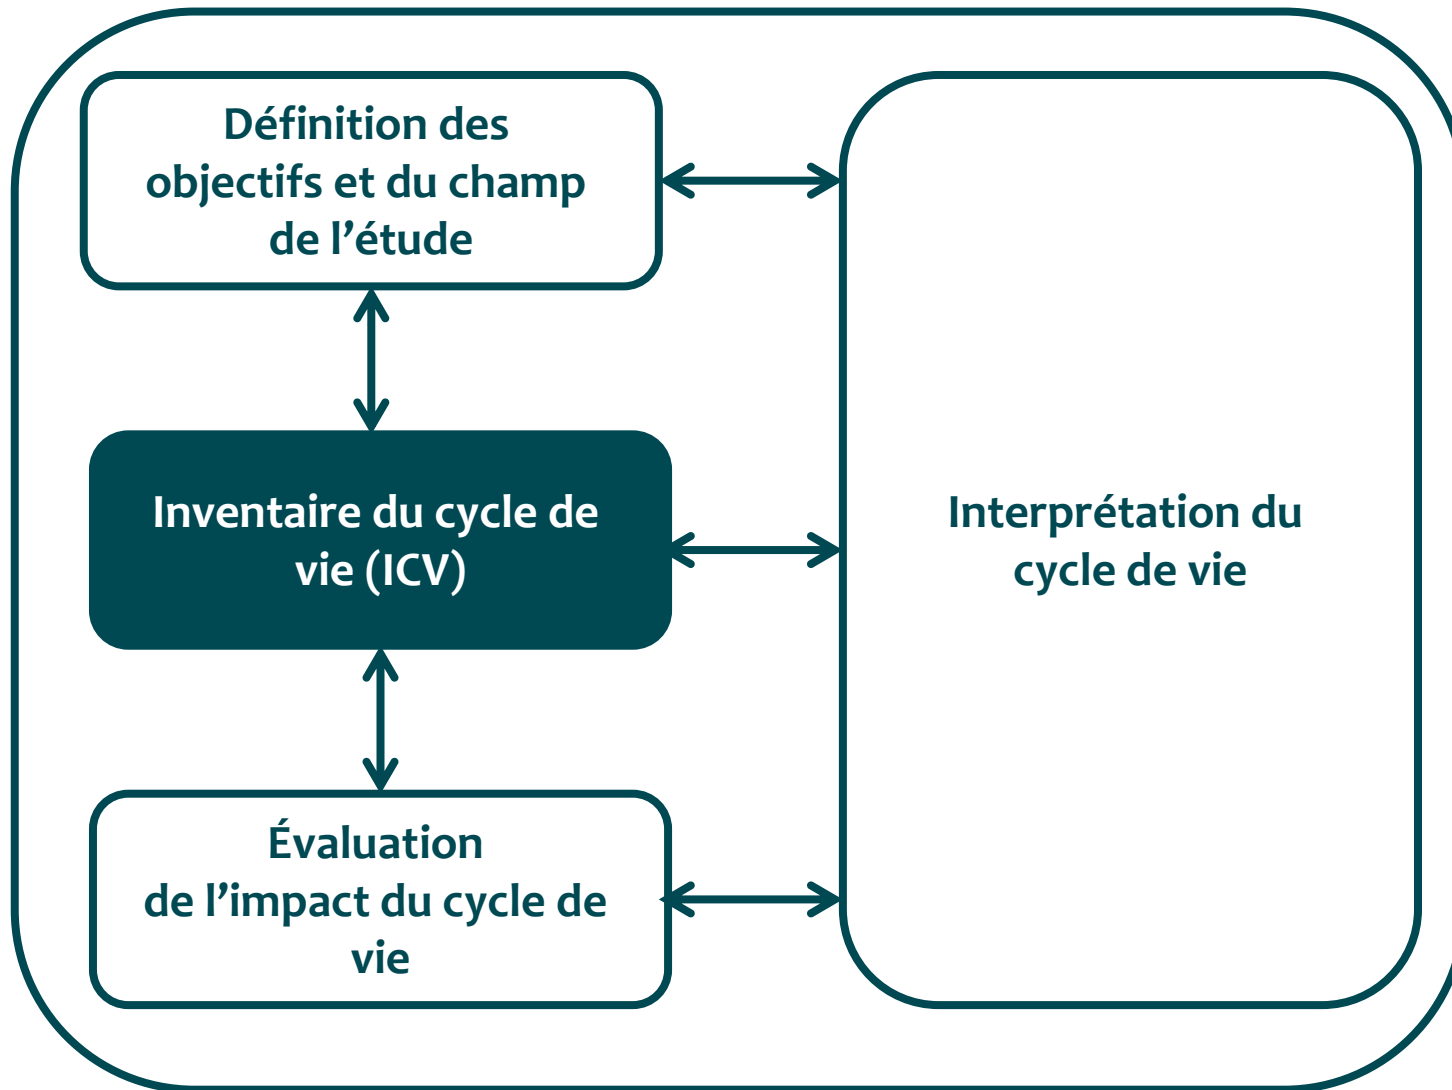 Définition des
objectifs et du champ
de l’étude
Inventaire du cycle de
vie (ICV)
Évaluation
de l’impact du cycle de
vie
Interprétation du
cycle de vie